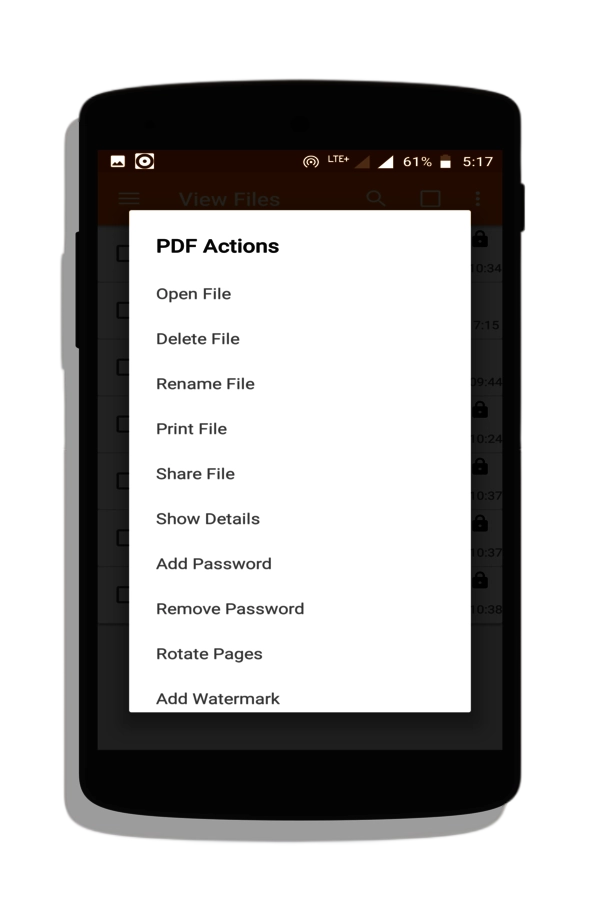 LTE+ 61% 5:17
View Files
PDF Actions
10:34
Open File
7:15
Delete File
Rename File
09:44
Print File
10:24
Share File
10:37
Show Details
10:37
Add Password
Remove Password
10:38
Rotate Pages
Add Watermark